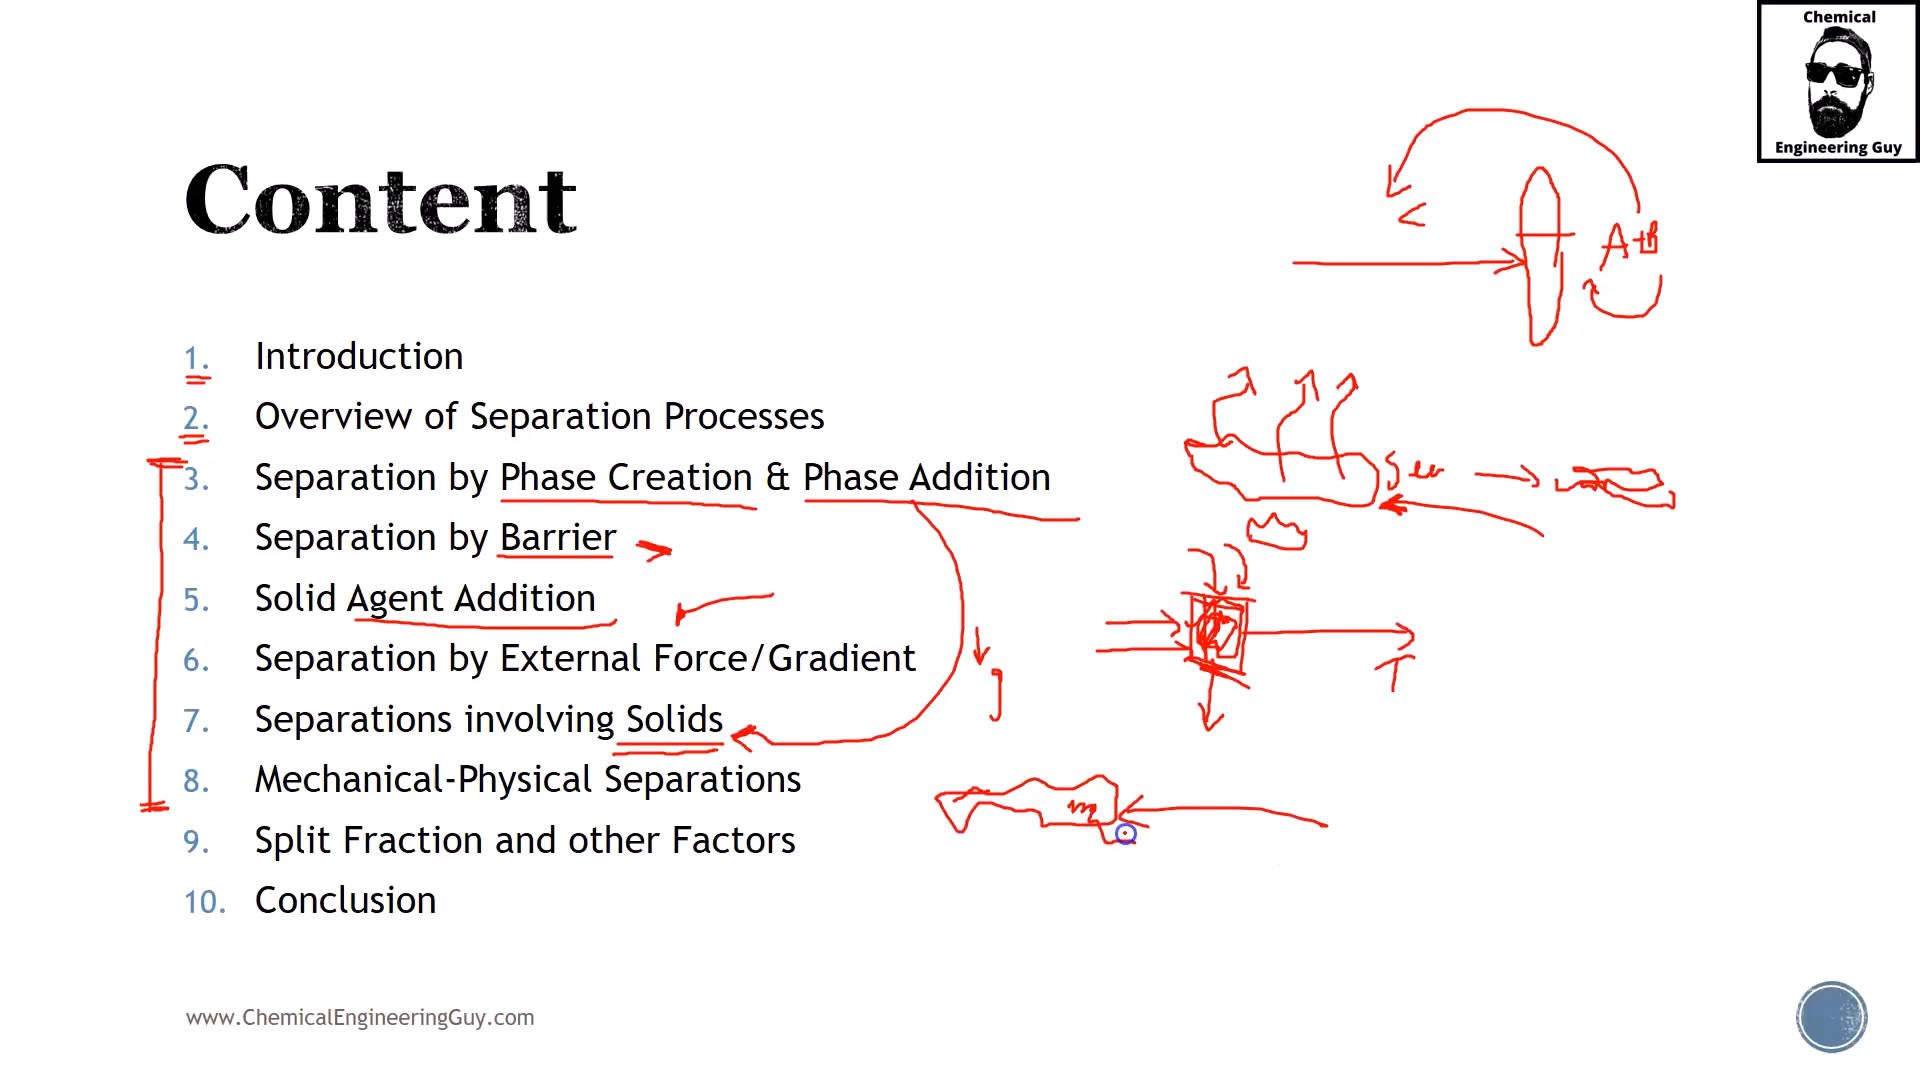 Chemical
Engineering Guy
Content
A+B
1. Introduction
2. Overview of Separation Processes
3. Separation by Phase Creation & Phase Addition
4. Separation by Barrier
5. Solid Agent Addition
6. Separation by External Force/Gradient
T
7. Separations involving Solids
8. Mechanical-Physical Separations
m
9. Split Fraction and other Factors
10. Conclusion
www.ChemicalEngineeringGuy.com